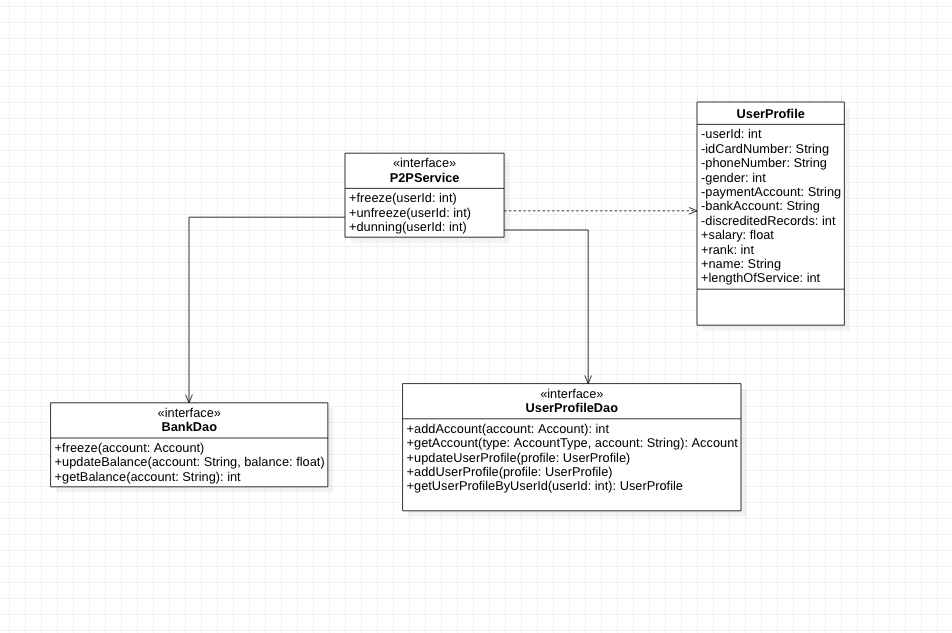 UserProfile
-userId: int
-idCardNumber: String
-phoneNumber: String
-gender: int
-paymentAccount: String
-bankAccount: String
-discreditedRecords: int
+salary: float
+rank: int
+name: String
+lengthOfService: int
«interface»
P2PService
+freeze(userId: int)
+unfreeze(userId: int)
+dunning(userId: int)
«interface»
BankDao
+freeze(account: Account)
+updateBalance(account: String, balance: float)
+getBalance(account: String): int
«interface»
UserProfileDao
+addAccount(account: Account): int
+getAccount(type: AccountType, account: String): Account
+updateUserProfile(profile: UserProfile)
+addUserProfile(profile: UserProfile)
+getUserProfileByUserId(userId: int): UserProfile